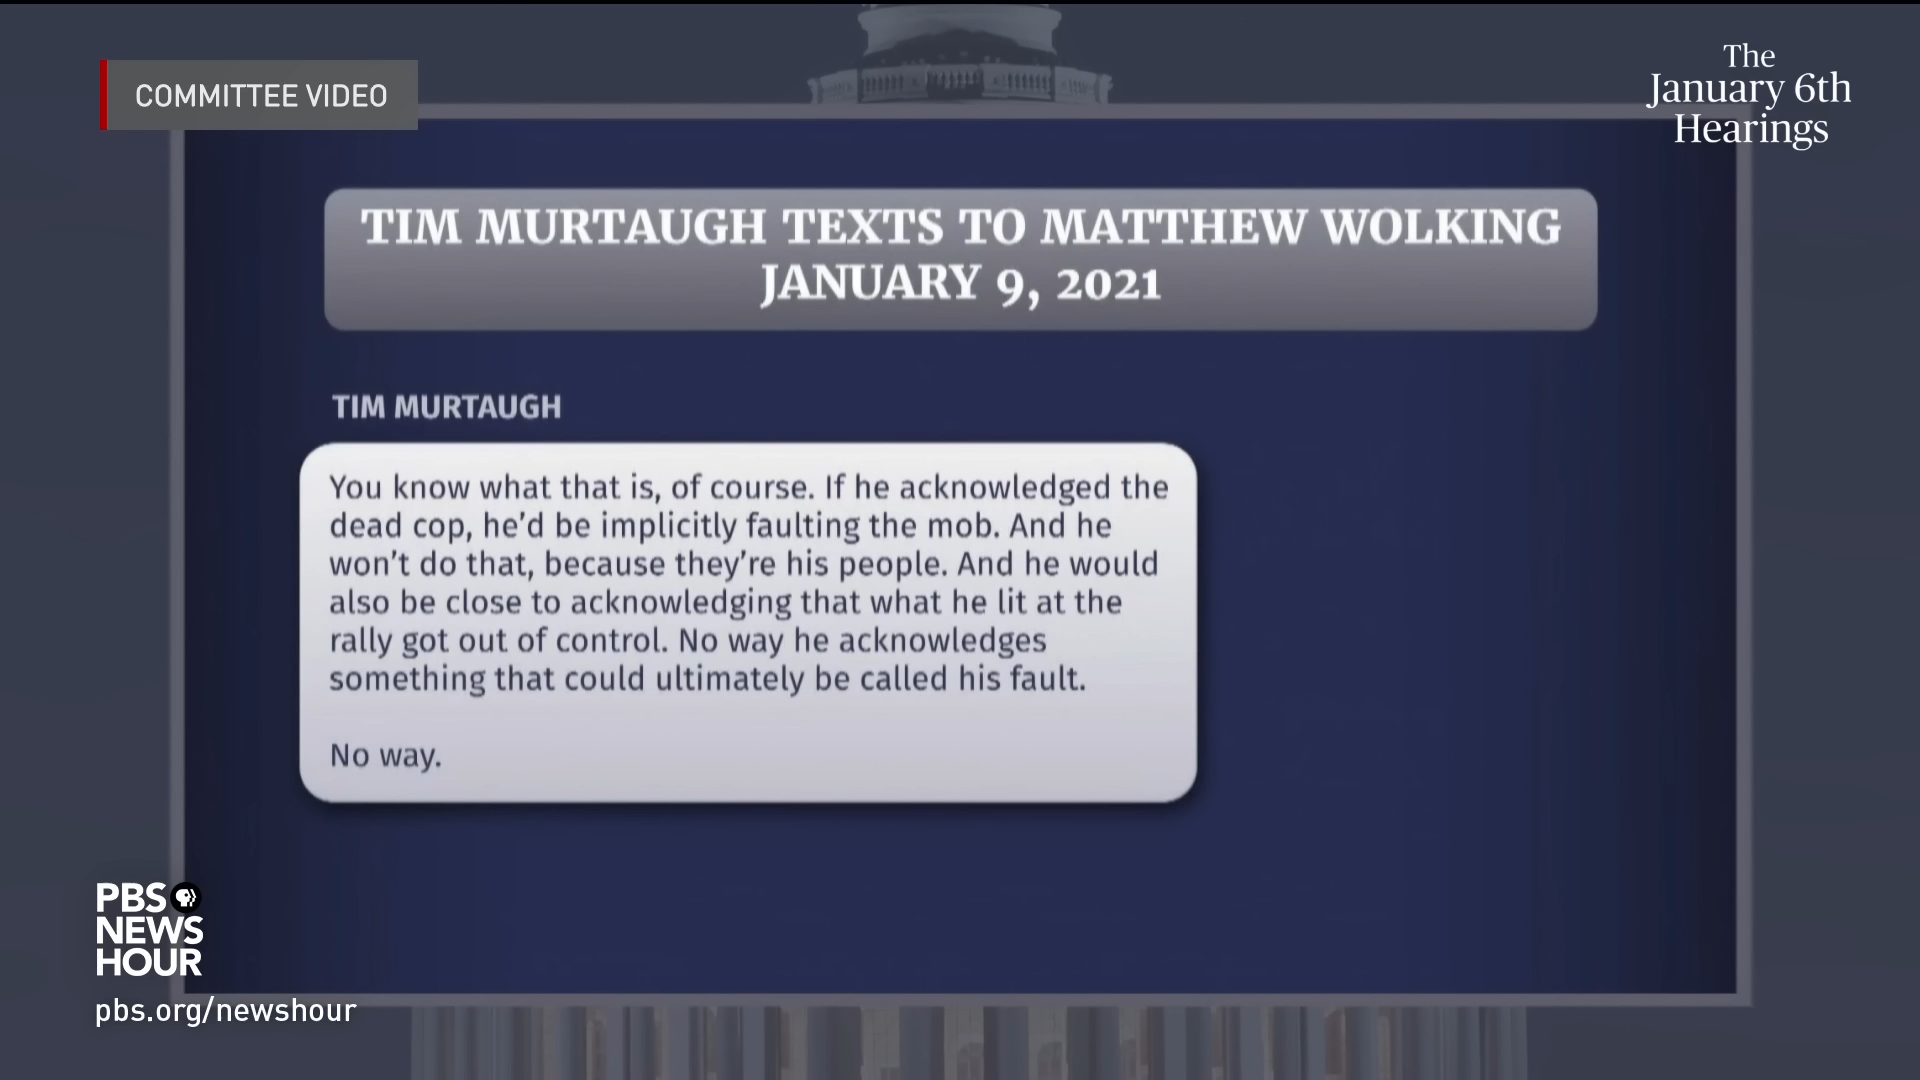 COMMITTEE VIDEO
The
January 6th
Hearings
TIM MURTAUGH TEXTS TO MATTHEW WOLKING
JANUARY 9, 2021
TIM MURTAUGH
You know what that is, of course. If he acknowledged the
dead cop, he’d be implicitly faulting the mob. And he
won’t do that, because they’re his people. And he would
also be close to acknowledging that what he lit at the
rally got out of control. No way he acknowledges
something that could ultimately be called his fault.
No way.
PBS
NEWS
HOUR
pbs.org/newshour